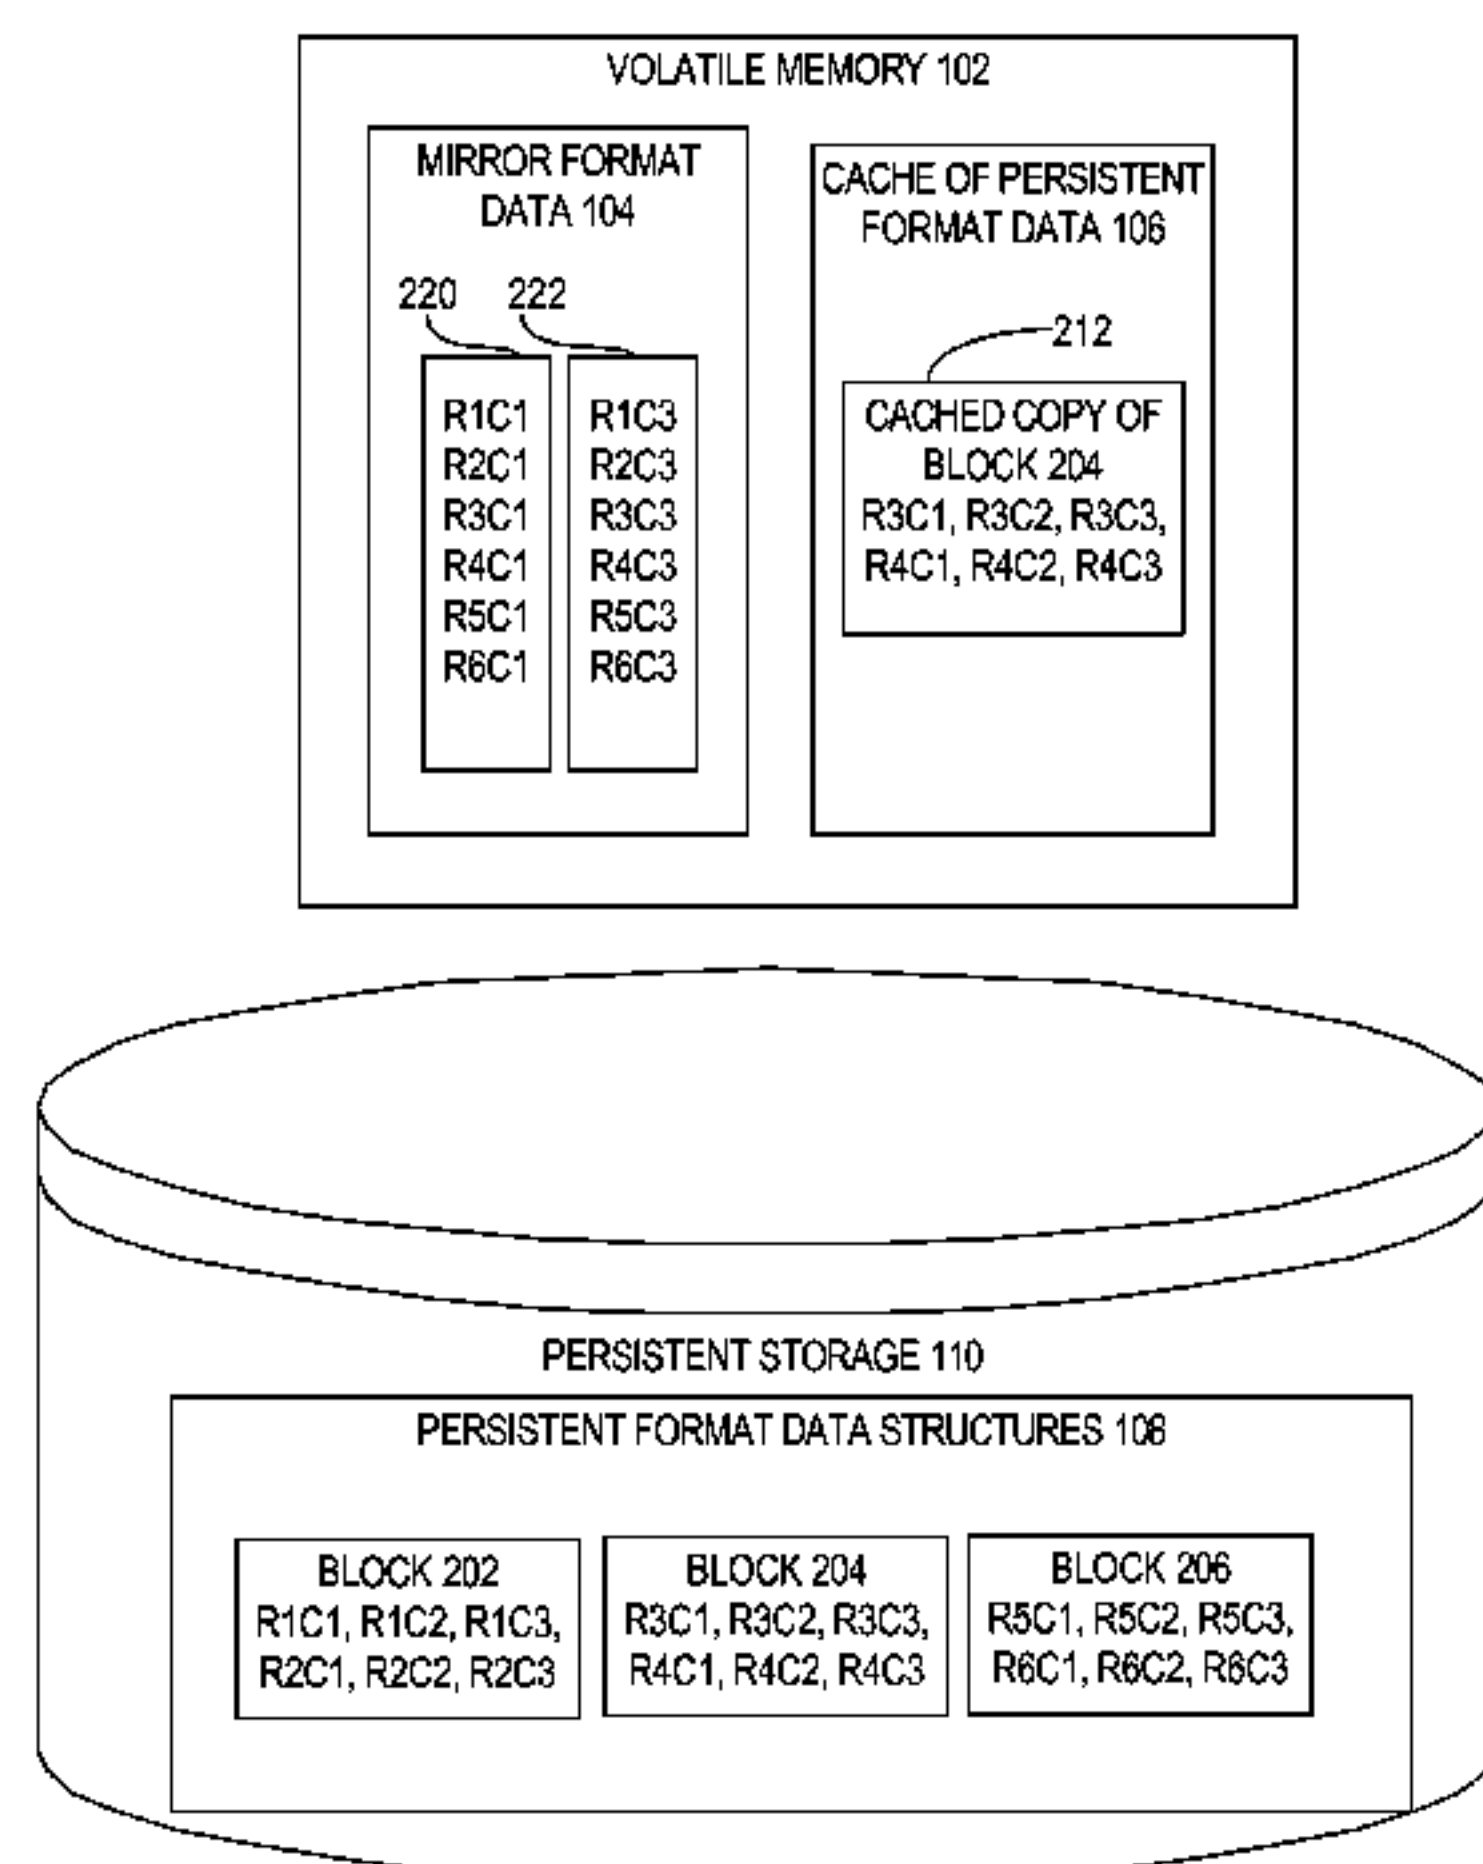 VOLATILE MEMORY 102
MIRROR FORMAT
DATA 104
220
222
R1C1
R2C1
R3C1
R4C1
R5C1
R6C1
R1C3
R2C3
R3C3
R4C3
R5C3
R6C3
CACHE OF PERSISTENT
FORMAT DATA 106
212
CACHED COPY OF
BLOCK 204
R3C1, R3C2, R3C3,
R4C1, R4C2, R4C3
PERSISTENT STORAGE 110
PERSISTENT FORMAT DATA STRUCTURES 108
BLOCK 202
R1C1, R1C2, R1C3,
R2C1, R2C2, R2C3
BLOCK 204
R3C1, R3C2, R3C3,
R4C1, R4C2, R4C3
BLOCK 206
R5C1, R5C2, R5C3,
R6C1, R6C2, R6C3